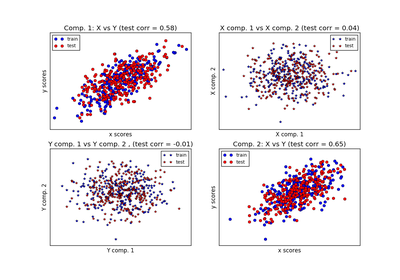 Comp. 1: X vs Y (test corr = 0.58)
train
test
y scores
x scores
X comp. 1 vs X comp. 2 (test corr = 0.04)
train
test
X comp. 2
X comp. 1
Y comp. 1 vs Y comp. 2 , (test corr = -0.01)
train
test
Y comp. 2
Y comp. 1
Comp. 2: X vs Y (test corr = 0.65)
train
test
y scores
x scores